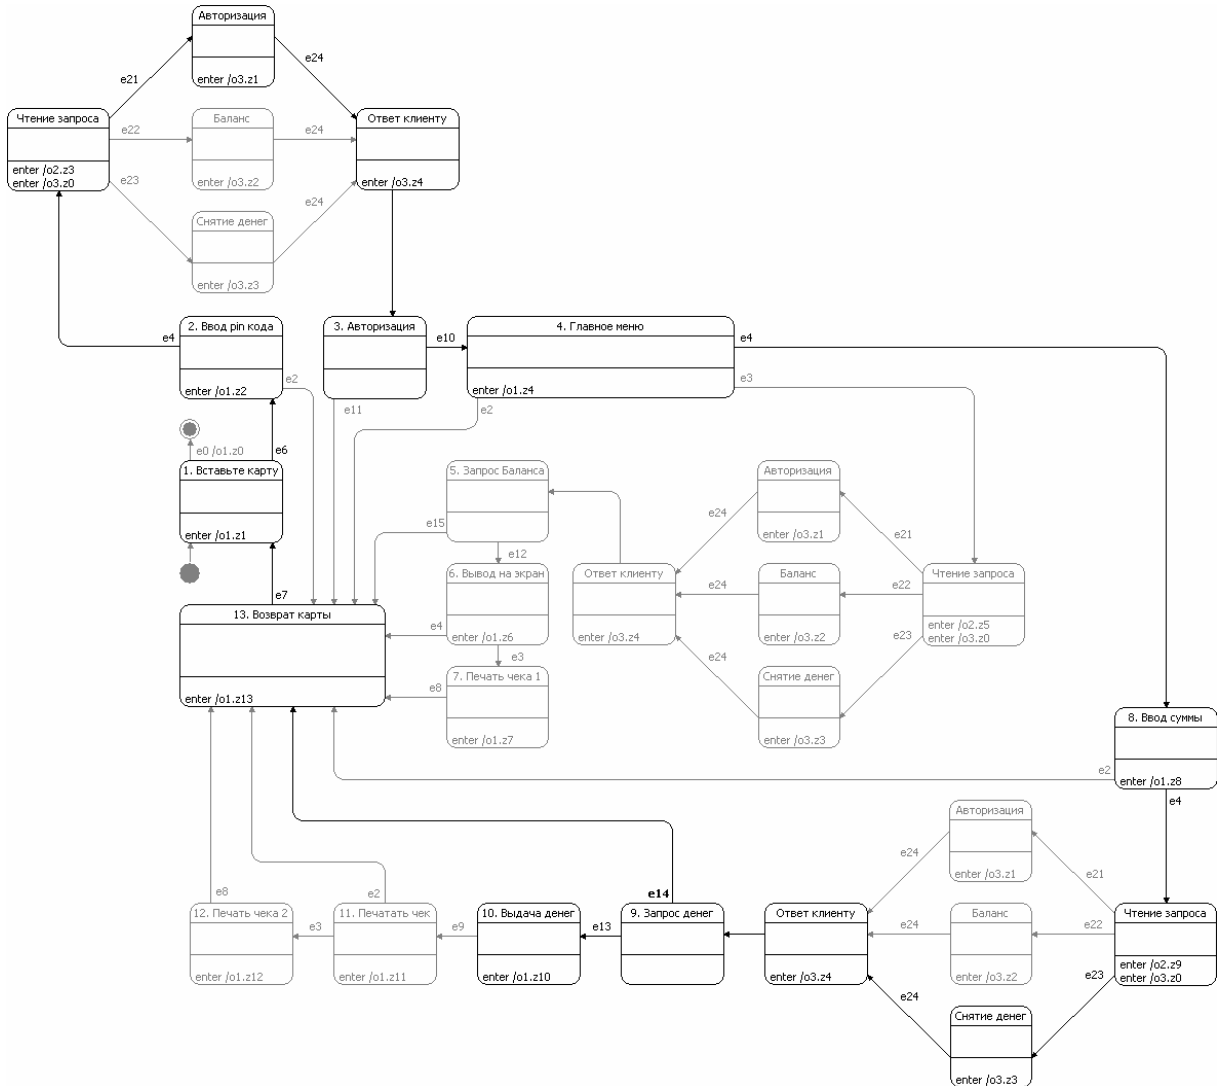 Авторизация
enter /o3.z1
e21
e24
Чтение запроса
enter /o2.z3
enter /o3.z0
e22
Баланс
enter /o3.z2
e24
Ответ клиенту
enter /o3.z4
e23
Снятие денег
enter /o3.z3
e24
e4
2. Ввод pin кода
enter /o1.z2
e2
3. Авторизация
e10
e11
4. Главное меню
enter /o1.z4
e4
e3
e2
e0 /o1.z0
e6
1. Вставьте карту
enter /o1.z1
e7
13. Возврат карты
enter /o1.z13
5. Запрос Баланса
e15
e12
6. Вывод на экран
enter /o1.z6
e4
e3
7. Печать чека 1
enter /o1.z7
e8
Ответ клиенту
enter /o3.z4
Авторизация
enter /o3.z1
e24
e21
Баланс
enter /o3.z2
e24
e22
Чтение запроса
enter /o2.z5
enter /o3.z0
Снятие денег
enter /o3.z3
e24
e23
8. Ввод суммы
enter /o1.z8
e2
e4
Авторизация
enter /o3.z1
e24
e21
e8
e2
e14
12. Печать чека 2
enter /o1.z12
e3
11. Печатать чек
enter /o1.z11
e9
10. Выдача денег
enter /o1.z10
e13
9. Запрос денег
Ответ клиенту
enter /o3.z4
e24
Баланс
enter /o3.z2
e22
Чтение запроса
enter /o2.z9
enter /o3.z0
e24
e23
Снятие денег
enter /o3.z3